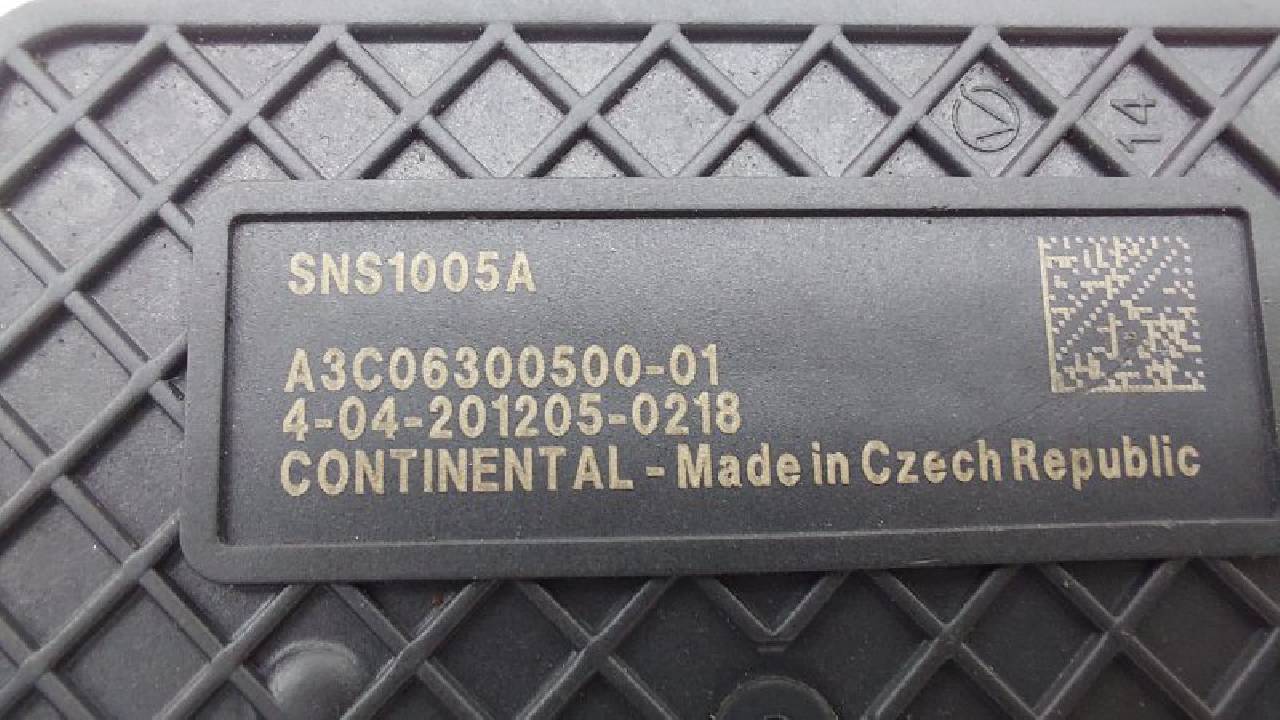 14
SNS1005A
A3C06300500-01
4-04-201205-0218
CONTINENTAL - Made in Czech Republic